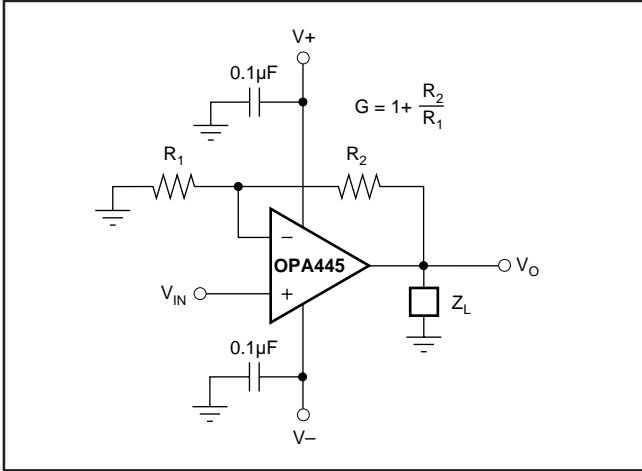 V+
0.1µF
G = 1+ R2/R1
R1
R2
–
OPA445
+
VIN
VO
ZL
0.1µF
V–